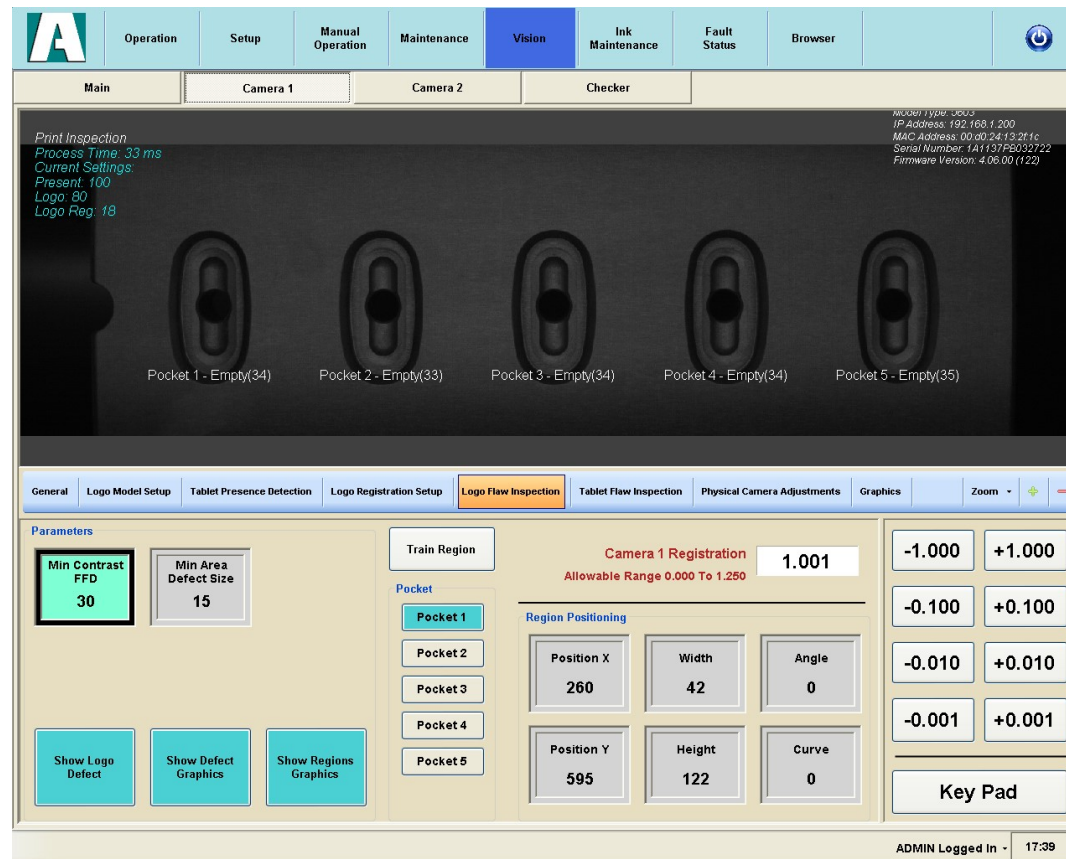 Operation
Setup
Manual
Operation
Maintenance
Vision
Ink
Maintenance
Fault
Status
Browser
Main
Camera 1
Camera 2
Checker
Print Inspection
Process Time: 33 ms
Current Settings:
Present: 100
Logo: 80
Logo Reg: 18
Model Type: 5603
IP Address: 192.168.1.200
MAC Address: 00:d0:24:13:2f:1c
Serial Number: 1A1137PB032722
Firmware Version: 4.06.00 (122)
Pocket 1 - Empty(34)
Pocket 2 - Empty(33)
Pocket 3 - Empty(34)
Pocket 4 - Empty(34)
Pocket 5 - Empty(35)
General
Logo Model Setup
Tablet Presence Detection
Logo Registration Setup
Logo Flaw Inspection
Tablet Flaw Inspection
Physical Camera Adjustments
Graphics
Zoom
Parameters
Min Contrast
FFD
30
Min Area
Defect Size
15
Show Logo
Defect
Show Defect
Graphics
Show Regions
Graphics
Train Region
Pocket
Pocket 1
Pocket 2
Pocket 3
Pocket 4
Pocket 5
Camera 1 Registration
Allowable Range 0.000 To 1.250
1.001
Region Positioning
Position X
260
Width
42
Angle
0
Position Y
595
Height
122
Curve
0
-1.000
+1.000
-0.100
+0.100
-0.010
+0.010
-0.001
+0.001
Key Pad
ADMIN Logged In -
17:39